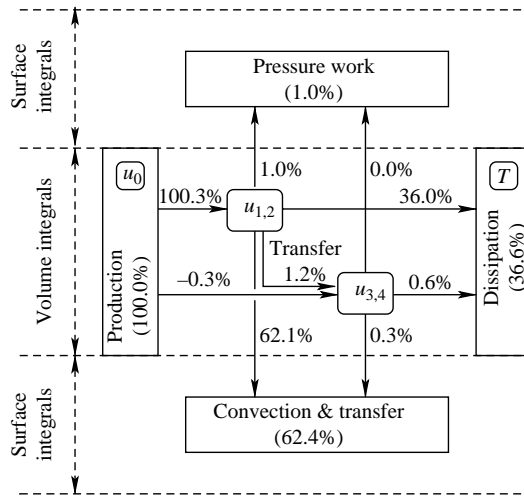 Surface
integrals
Pressure work
(1.0%)
Volume integrals
u0
Production
(100.0%)
100.3%
–0.3%
1.0%
0.0%
u1,2
Transfer
1.2%
36.0%
u3,4
0.6%
62.1%
0.3%
T
Dissipation
(36.6%)
Surface
integrals
Convection & transfer
(62.4%)